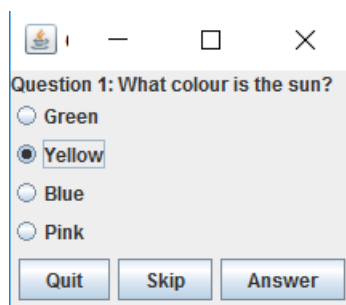 Question 1: What colour is the sun?
Green
Yellow
Blue
Pink
Quit Skip Answer